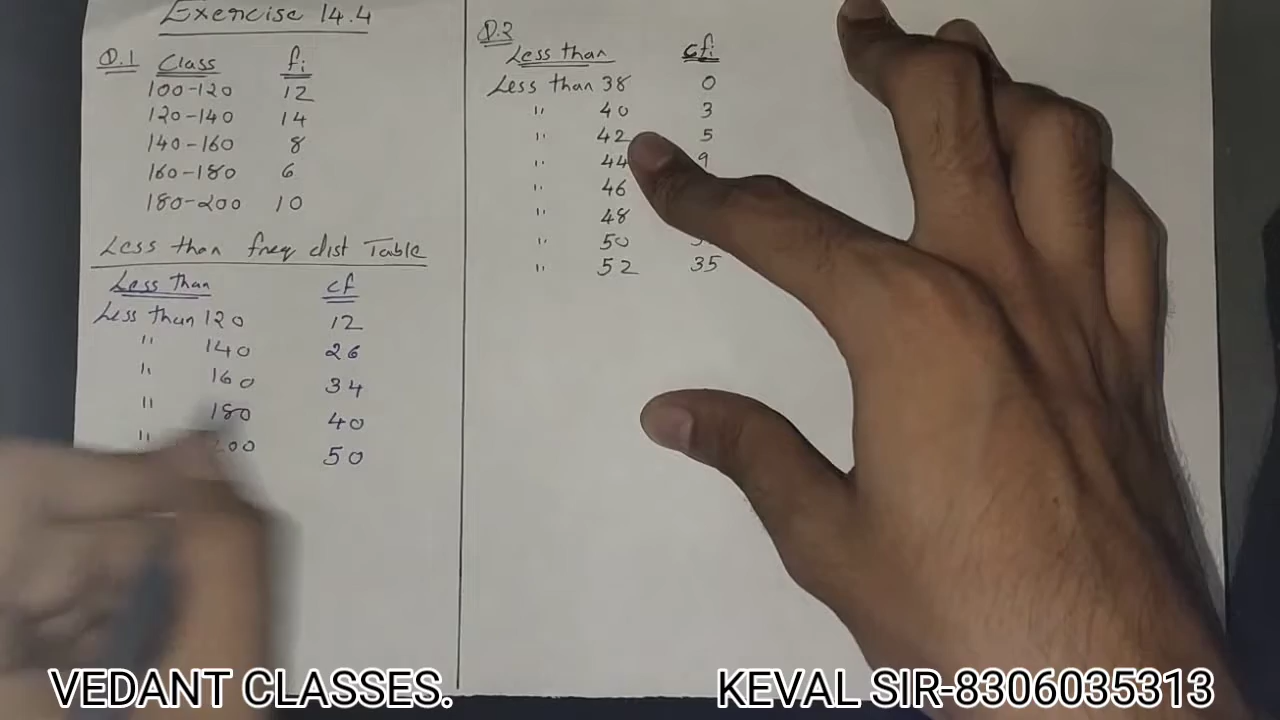 Exercise 14.4
Q.1 Class fi
100-120 12
120-140 14
140-160 8
160-180 6
180-200 10
Less than freq dist Table
Less than cf
Less than 120 12
" 140 26
" 160 34
" 180 40
" 200 50
Q.2
Less than cfi
Less than 38 0
" 40 3
" 42 5
" 44 9
" 46
" 48
" 50
" 52 35
VEDANT CLASSES.
KEVAL SIR-8306035313